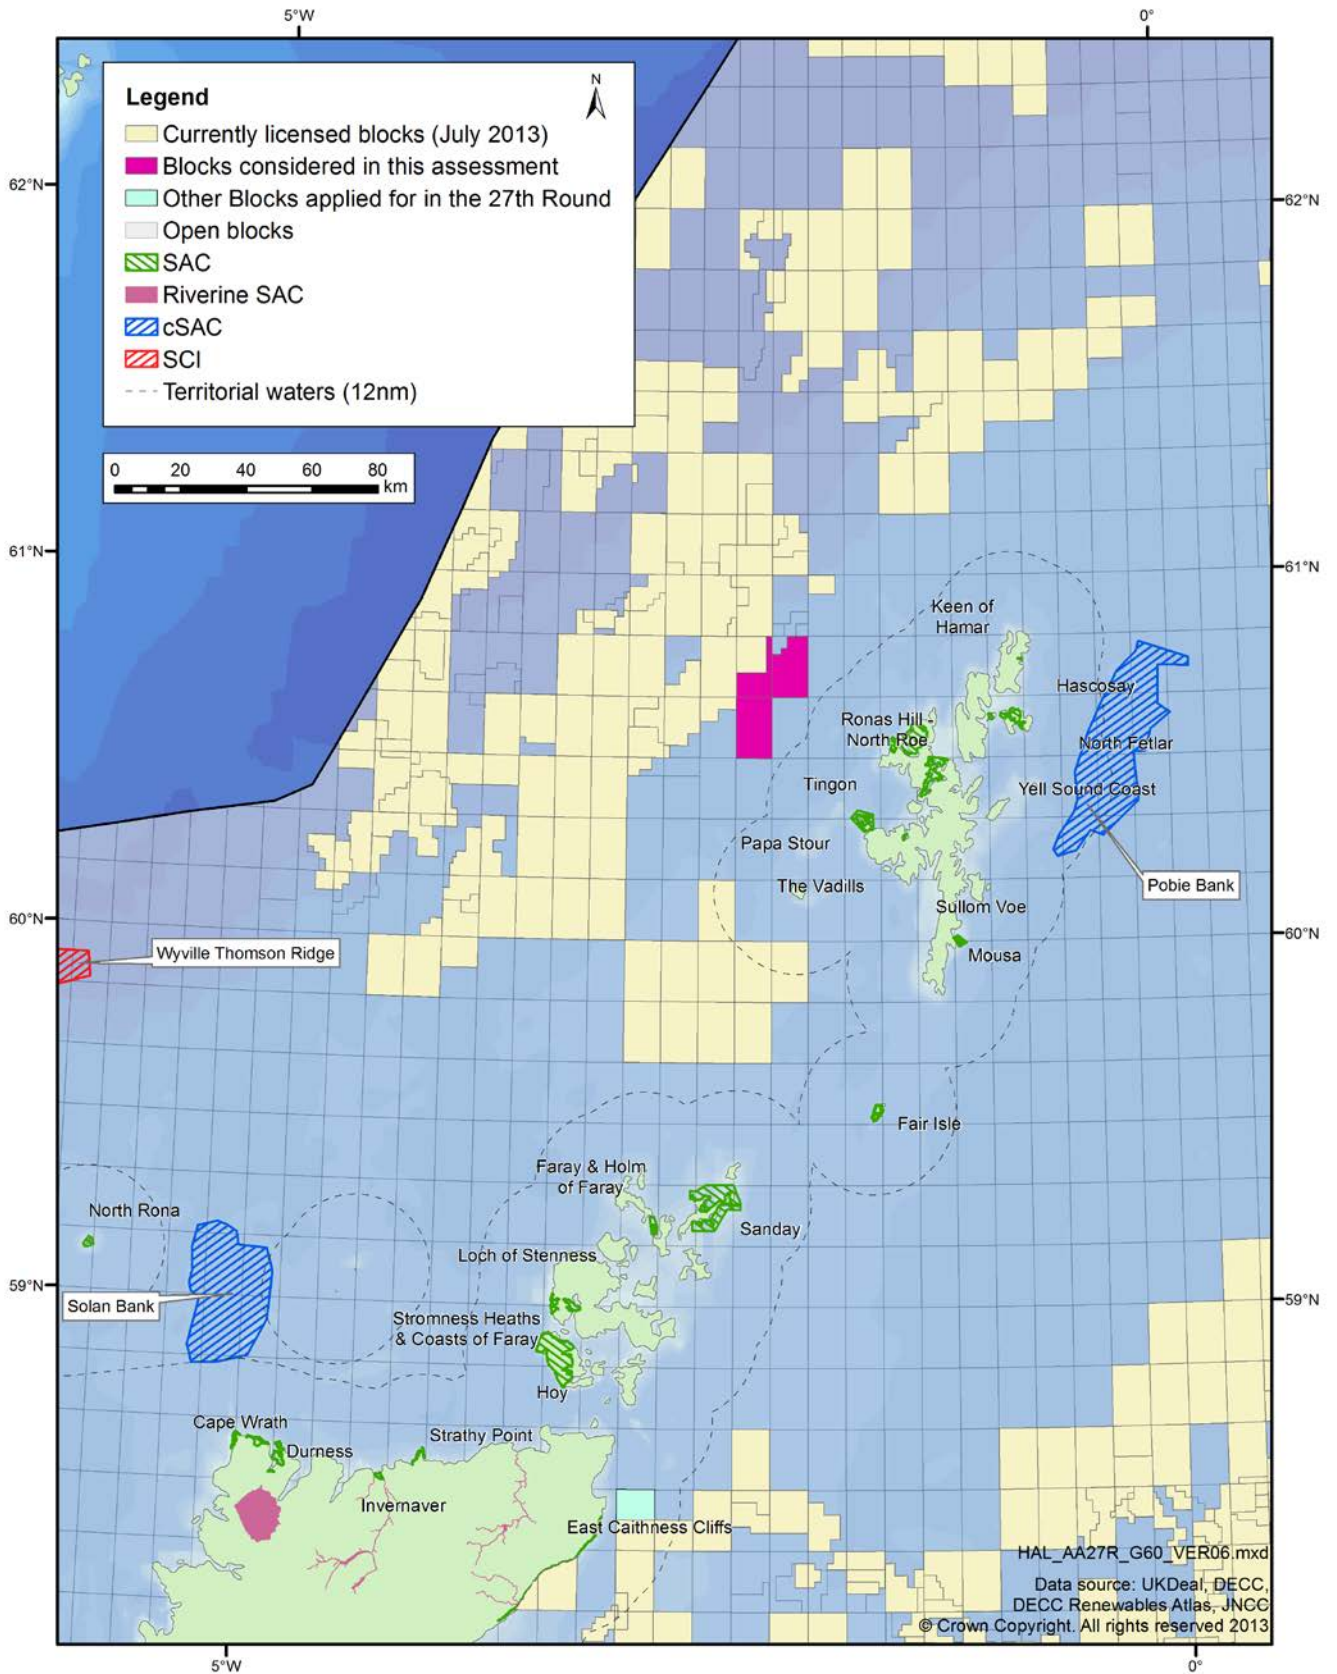 5°W
0°
Legend
N
Currently licensed blocks (July 2013)
Blocks considered in this assessment
Other Blocks applied for in the 27th Round
Open blocks
SAC
Riverine SAC
cSAC
SCI
Territorial waters (12nm)
0 20 40 60 80
km
62°N
62°N
61°N
61°N
Keen of
Hamar
Hascosay
Ronas Hill -
North Roe
North Fetlar
Tingon
Yell Sound Coast
Papa Stour
The Vadills
Pobie Bank
Sullom Voe
60°N
60°N
Wyville Thomson Ridge
Mousa
Fair Isle
Faray & Holm
of Faray
North Rona
Sanday
Loch of Stenness
59°N
59°N
Solan Bank
Stromness Heaths
& Coasts of Faray
Hoy
Cape Wrath
Strathy Point
Durness
Invernaver
East Caithness Cliffs
HAL_AA27R_G60_VER06.mxd
Data source: UKDeal, DECC,
DECC Renewables Atlas, JNCC
© Crown Copyright. All rights reserved 2013
5°W
0°